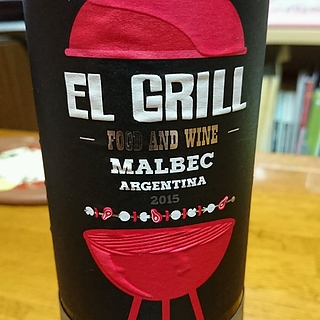 EL GRILL
FOOD AND WINE
MALBEC
ARGENTINA
2015